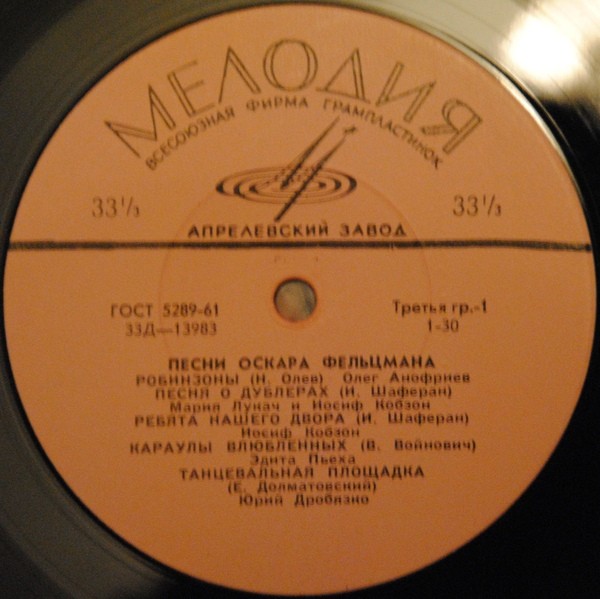 МЕЛОДИЯ
ВСЕСОЮЗНАЯ ФИРМА ГРАМПЛАСТИНОК
33⅓ 33⅓
АПРЕЛЕВСКИЙ ЗАВОД
ГОСТ 5289-61 Третья гр.-1
33Д—13983 1-30
ПЕСНИ ОСКАРА ФЕЛЬЦМАНА
РОБИНЗОНЫ (Н. Олев) Олег Анофриев
ПЕСНЯ О ДУБЛЕРАХ (И. Шаферан)
Мария Лукач и Иосиф Кобзон
РЕБЯТА НАШЕГО ДВОРА (И. Шаферан)
Иосиф Кобзон
КАРАУЛЫ ВЛЮБЛЕННЫХ (В. Войнович)
Эдита Пьеха
ТАНЦЕВАЛЬНАЯ ПЛОЩАДКА
(Е. Долматовский)
Юрий Дробязко